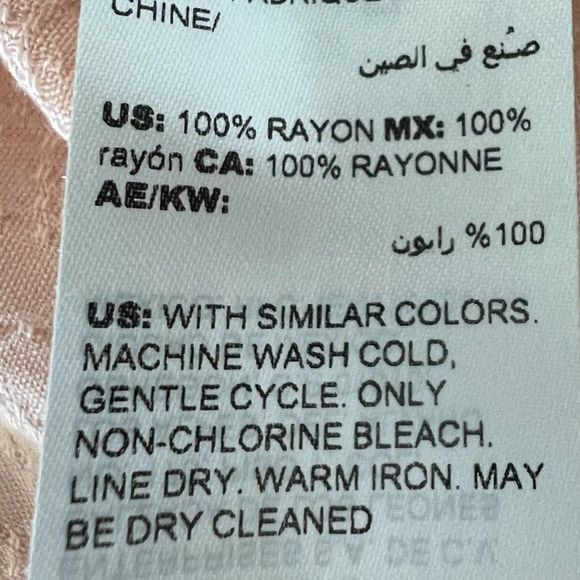 CHINE/
صُنع في الصين
US: 100% RAYON MX: 100%
rayón CA: 100% RAYONNE
AE/KW:
100% رايون
US: WITH SIMILAR COLORS.
MACHINE WASH COLD,
GENTLE CYCLE. ONLY
NON-CHLORINE BLEACH.
LINE DRY. WARM IRON. MAY
BE DRY CLEANED